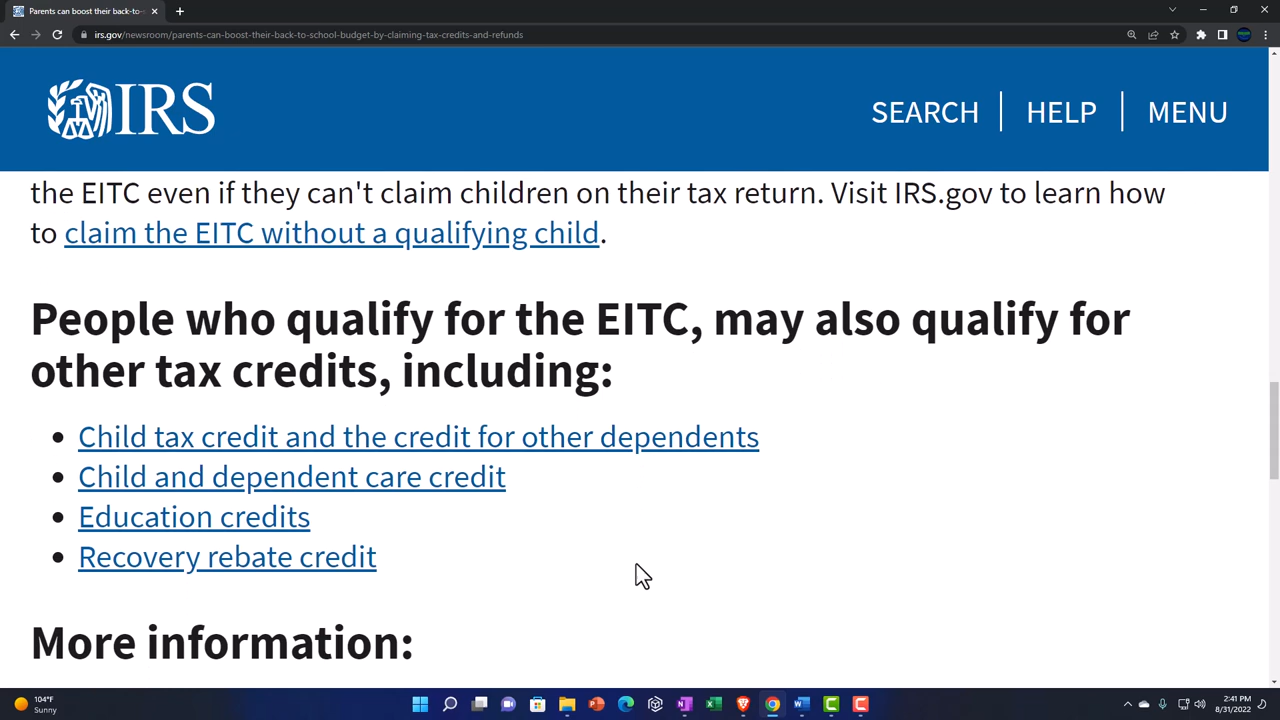 Parents can boost their back-to-s
irs.gov/newsroom/parents-can-boost-their-back-to-school-budget-by-claiming-tax-credits-and-refunds
IRS
SEARCH
HELP
MENU
the EITC even if they can't claim children on their tax return. Visit IRS.gov to learn how
to claim the EITC without a qualifying child.
People who qualify for the EITC, may also qualify for
other tax credits, including:
Child tax credit and the credit for other dependents
Child and dependent care credit
Education credits
Recovery rebate credit
More information:
104°F
Sunny
2:41 PM
8/31/2022